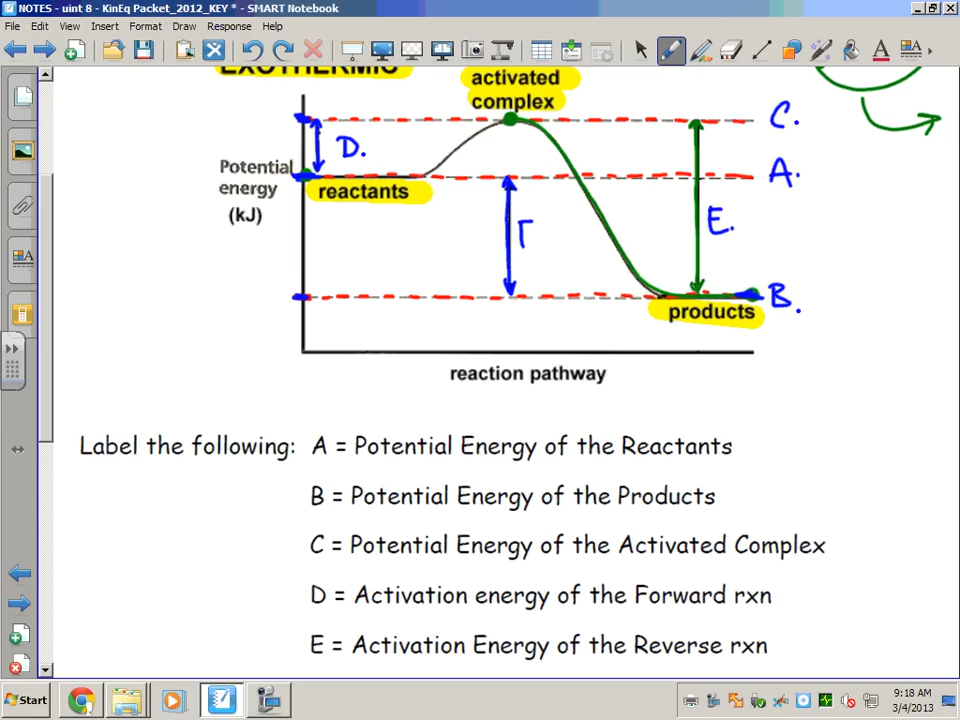 NOTES - uint 8 - KinEq Packet_2012_KEY * - SMART Notebook
File Edit View Insert Format Draw Response Help
EXOTHERMIC
activated
complex
C.
D.
Potential
energy
(kJ)
A.
reactants
E.
B.
products
reaction pathway
Label the following: A = Potential Energy of the Reactants
B = Potential Energy of the Products
C = Potential Energy of the Activated Complex
D = Activation energy of the Forward rxn
E = Activation Energy of the Reverse rxn
Start
9:18 AM
3/4/2013